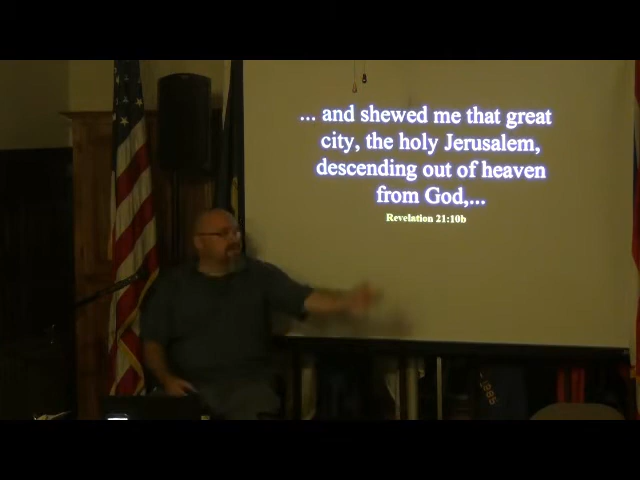 ... and shewed me that great
city, the holy Jerusalem,
descending out of heaven
from God,...
Revelation 21:10b